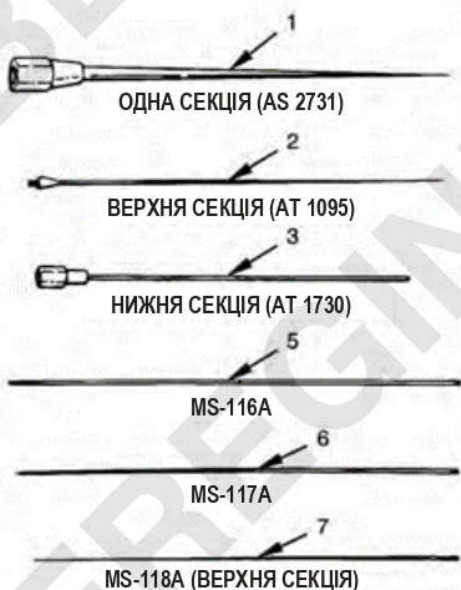 1
ОДНА СЕКЦІЯ (AS 2731)
2
ВЕРХНЯ СЕКЦІЯ (AT 1095)
3
НИЖНЯ СЕКЦІЯ (AT 1730)
5
MS-116A
6
MS-117A
7
MS-118A (ВЕРХНЯ СЕКЦІЯ)